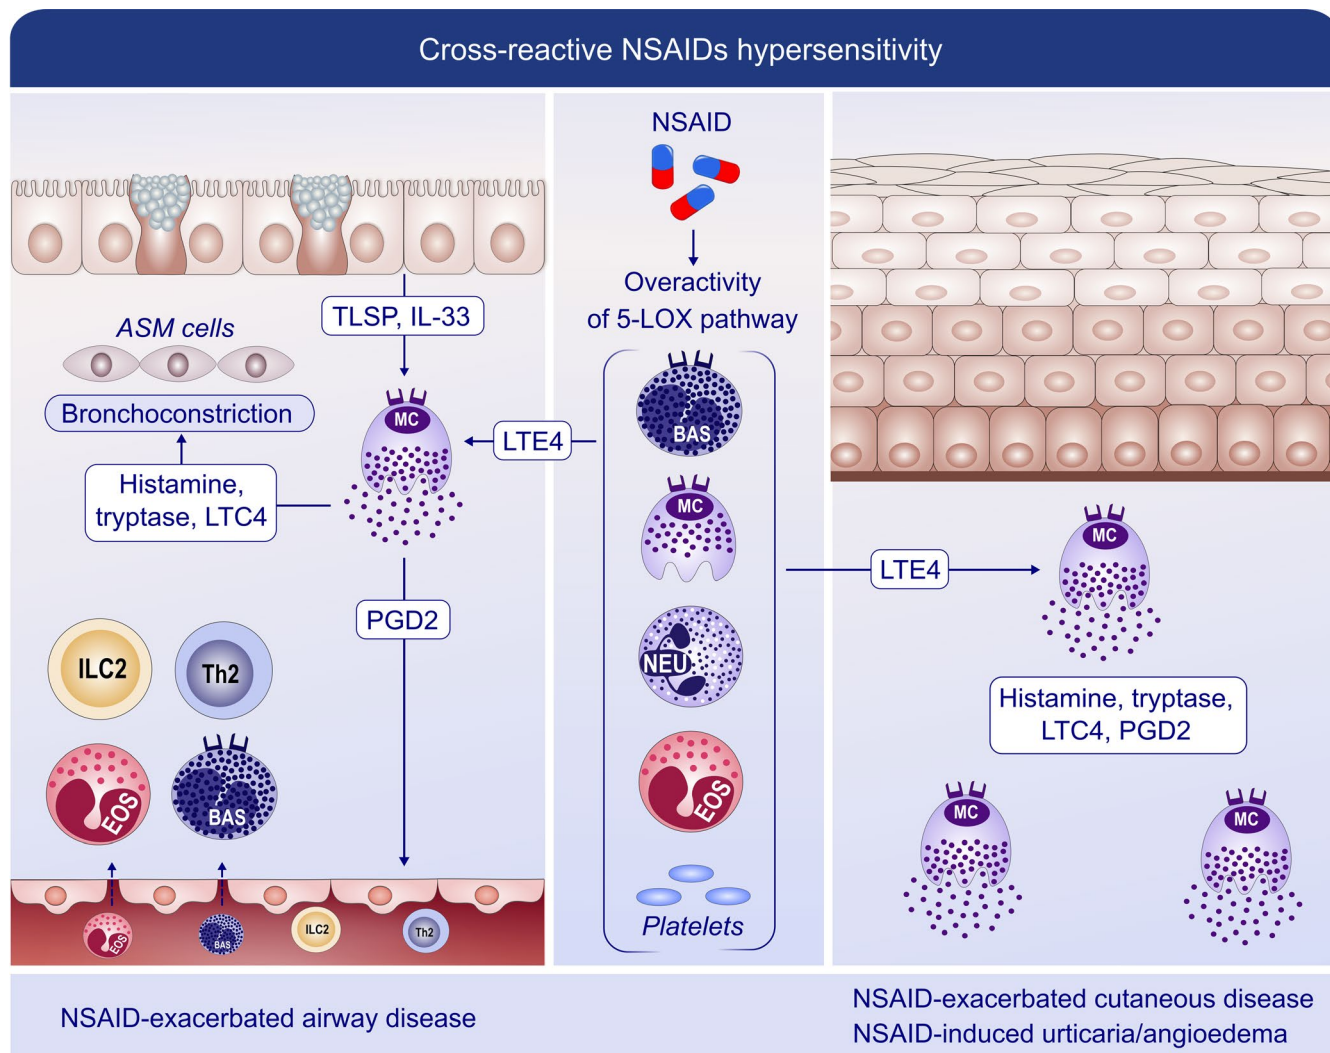 Cross-reactive NSAIDs hypersensitivity
TLSP, IL-33
ASM cells
Bronchoconstriction
MC
Histamine,
tryptase, LTC4
LTE4
PGD2
ILC2
Th2
EOS
BAS
EOS
BAS
ILC2
Th2
NSAID-exacerbated airway disease
NSAID
Overactivity
of 5-LOX pathway
BAS
MC
NEU
EOS
Platelets
LTE4
MC
Histamine, tryptase,
LTC4, PGD2
MC
MC
NSAID-exacerbated cutaneous disease
NSAID-induced urticaria/angioedema